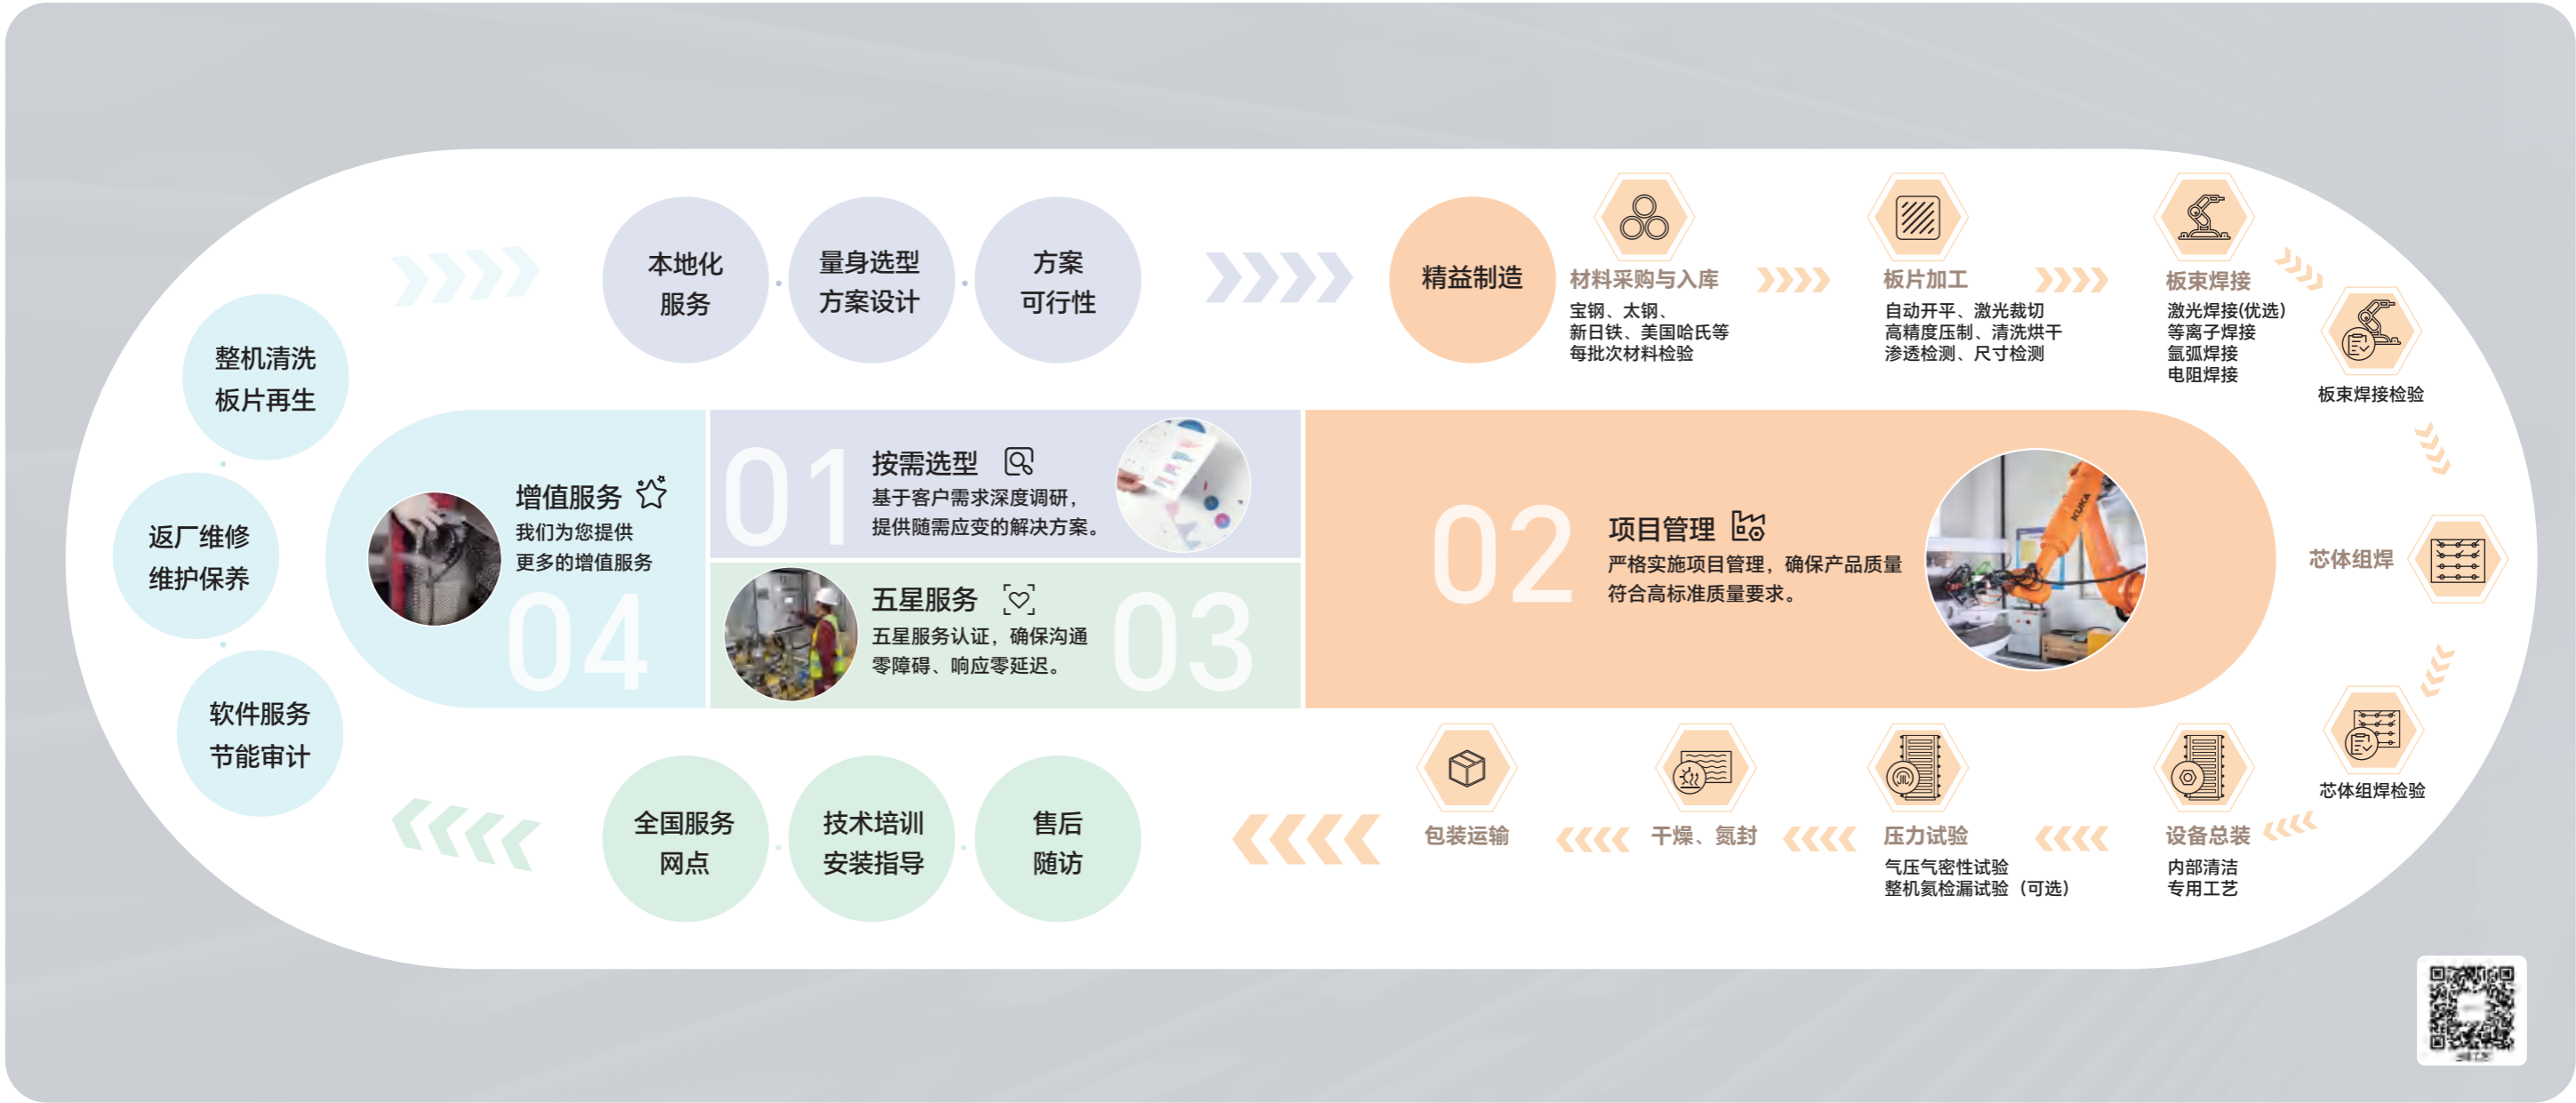 本地化
服务
量身选型
方案设计
方案
可行性
精益制造
材料采购与入库
宝钢、太钢、
新日铁、美国哈氏等
每批次材料检验
板片加工
自动开平、激光裁切
高精度压制、清洗烘干
渗透检测、尺寸检测
板束焊接
激光焊接(优选)
等离子焊接
氩弧焊接
电阻焊接
板束焊接检验
芯体组焊
芯体组焊检验
设备总装
内部清洁
专用工艺
压力试验
气压气密性试验
整机氦检漏试验（可选）
干燥、氮封
包装运输
售后
随访
技术培训
安装指导
全国服务
网点
软件服务
节能审计
返厂维修
维护保养
整机清洗
板片再生
01
按需选型
基于客户需求深度调研，
提供随需应变的解决方案。
02
项目管理
严格实施项目管理，确保产品质量
符合高标准质量要求。
KUKA
03
五星服务
五星服务认证，确保沟通
零障碍、响应零延迟。
04
增值服务
我们为您提供
更多的增值服务